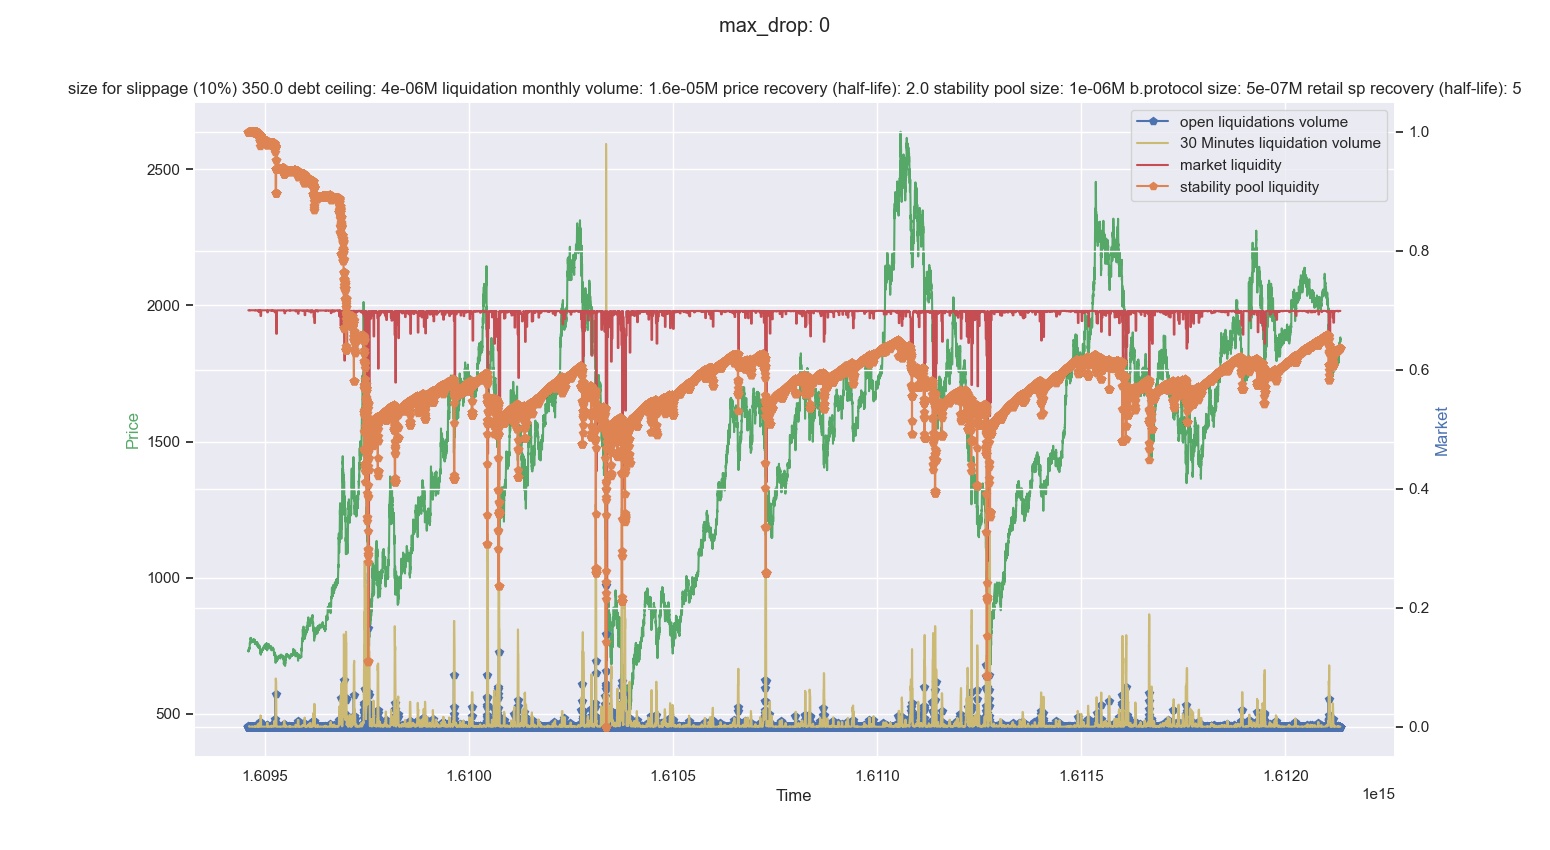 max_drop: 0
size for slippage (10%) 350.0 debt ceiling: 4e-06M liquidation monthly volume: 1.6e-05M price recovery (half-life): 2.0 stability pool size: 1e-06M b.protocol size: 5e-07M retail sp recovery (half-life): 5
open liquidations volume
30 Minutes liquidation volume
market liquidity
stability pool liquidity
2500
2000
1500
1000
500
Price
1.0
0.8
0.6
0.4
0.2
0.0
Market
1.6095
1.6100
1.6105
1.6110
1.6115
1.6120
Time
1e15